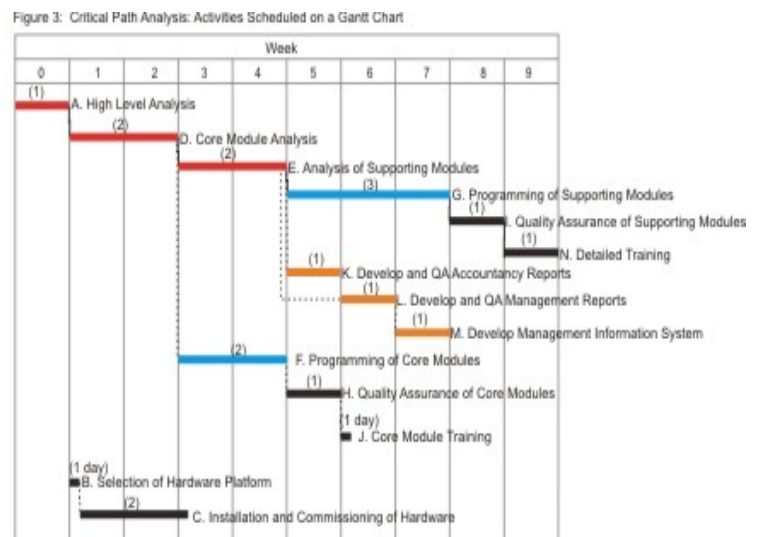 Figure 3: Critical Path Analysis: Activities Scheduled on a Gantt Chart
Week
0 1 2 3 4 5 6 7 8 9
(1)
A. High Level Analysis
(2)
D. Core Module Analysis
(2)
E. Analysis of Supporting Modules
(3)
G. Programming of Supporting Modules
(1)
I. Quality Assurance of Supporting Modules
(1)
N. Detailed Training
(1)
K. Develop and QA Accountancy Reports
(1)
L. Develop and QA Management Reports
(1)
M. Develop Management Information System
(2)
F. Programming of Core Modules
(1)
H. Quality Assurance of Core Modules
(1 day)
J. Core Module Training
(1 day)
B. Selection of Hardware Platform
(2)
C. Installation and Commissioning of Hardware